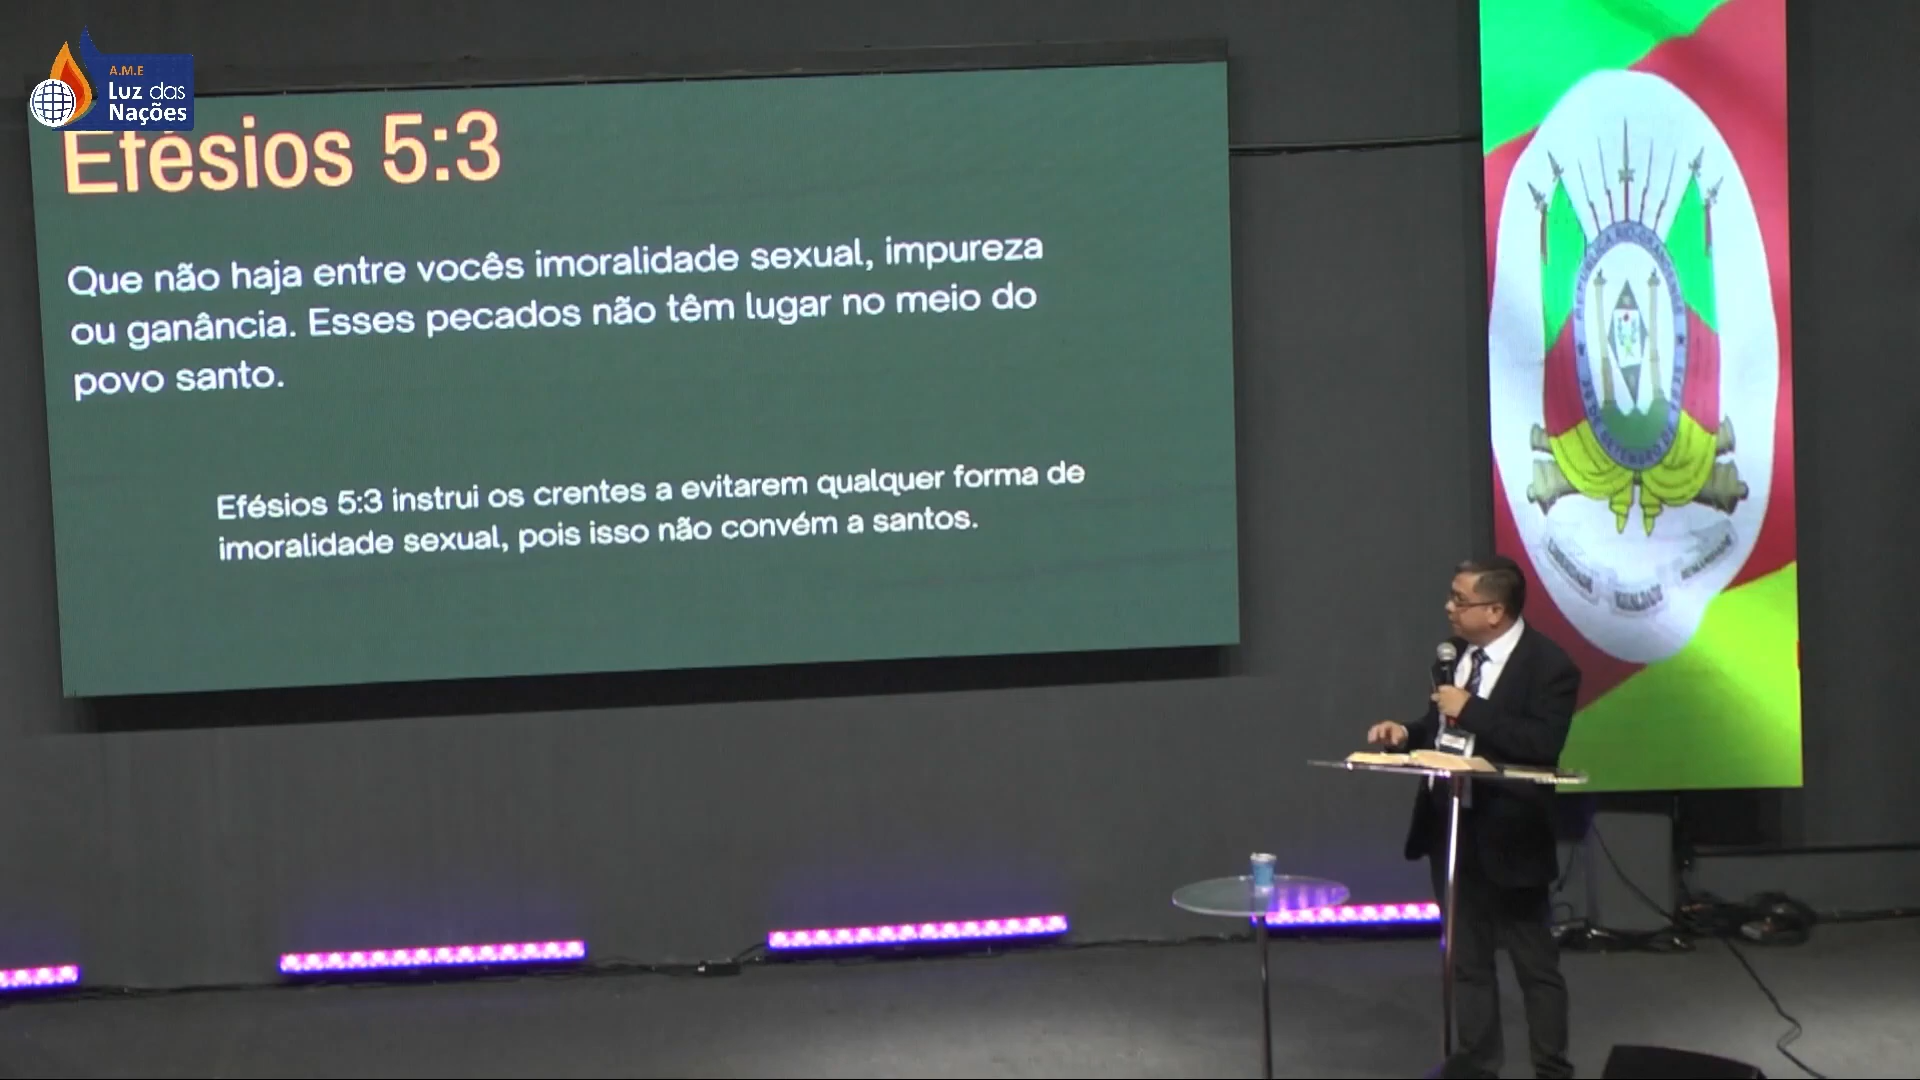 A.M.E
Luz das
Nações
Efésios 5:3
Que não haja entre vocês imoralidade sexual, impureza
ou ganância. Esses pecados não têm lugar no meio do
povo santo.
Efésios 5:3 instrui os crentes a evitarem qualquer forma de
imoralidade sexual, pois isso não convém a santos.